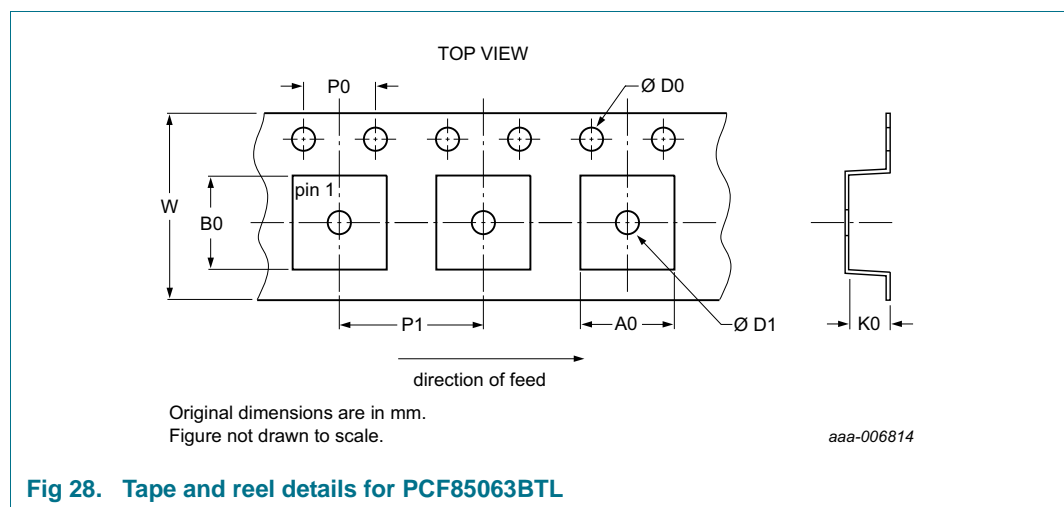 TOP VIEW
P0
Ø D0
W
B0
pin 1
P1
A0
Ø D1
K0
direction of feed
Original dimensions are in mm.
Figure not drawn to scale.
aaa-006814
Fig 28. Tape and reel details for PCF85063BTL